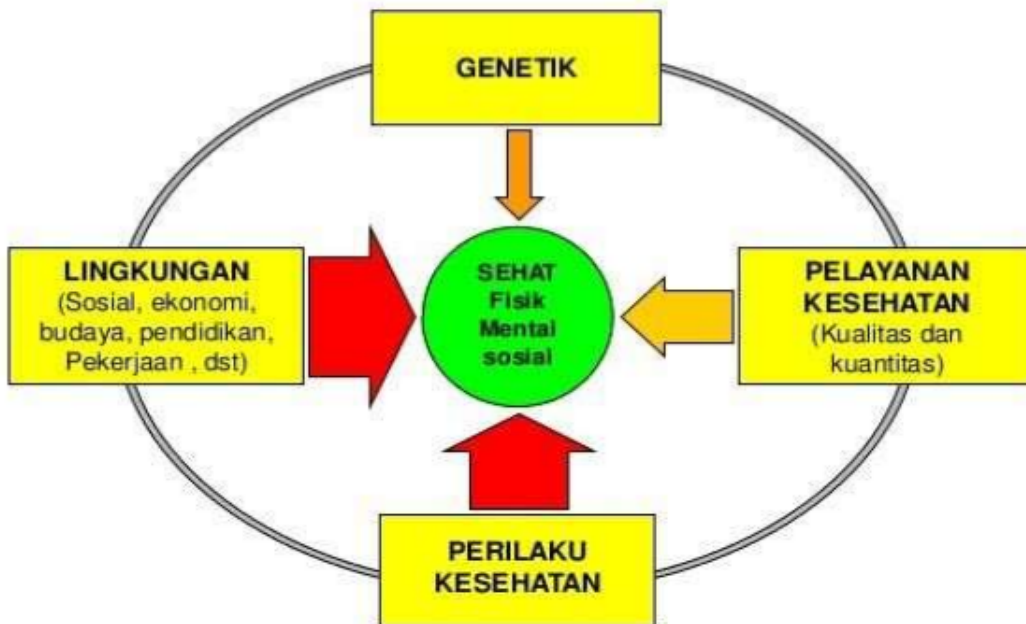 GENETIK
LINGKUNGAN
(Sosial, ekonomi,
budaya, pendidikan,
Pekerjaan , dst)
SEHAT
Fisik
Mental
sosial
PELAYANAN
KESEHATAN
(Kualitas dan
kuantitas)
PERILAKU
KESEHATAN